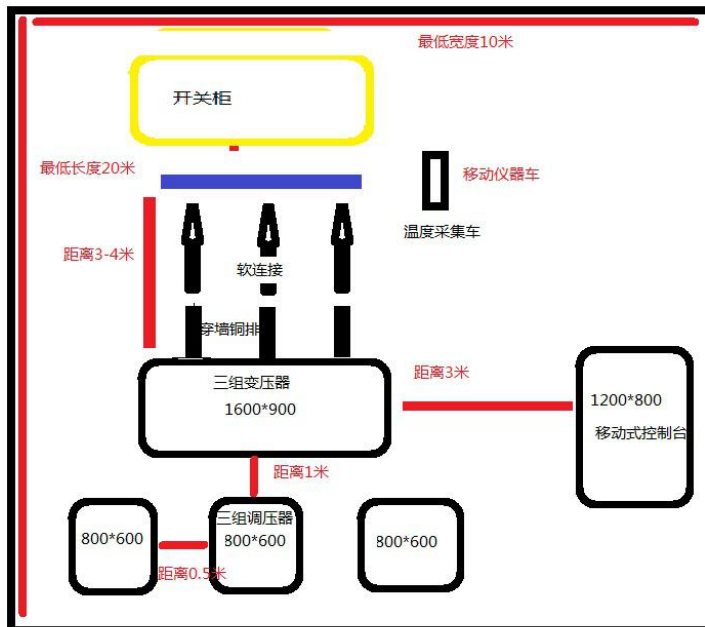 最低宽度10米
开关柜
最低长度20米
移动仪器车
温度采集车
距离3-4米
软连接
穿墙铜排
三组变压器
1600*900
距离3米
1200*800
移动式控制台
距离1米
三组调压器
800*600
800*600
800*600
距离0.5米